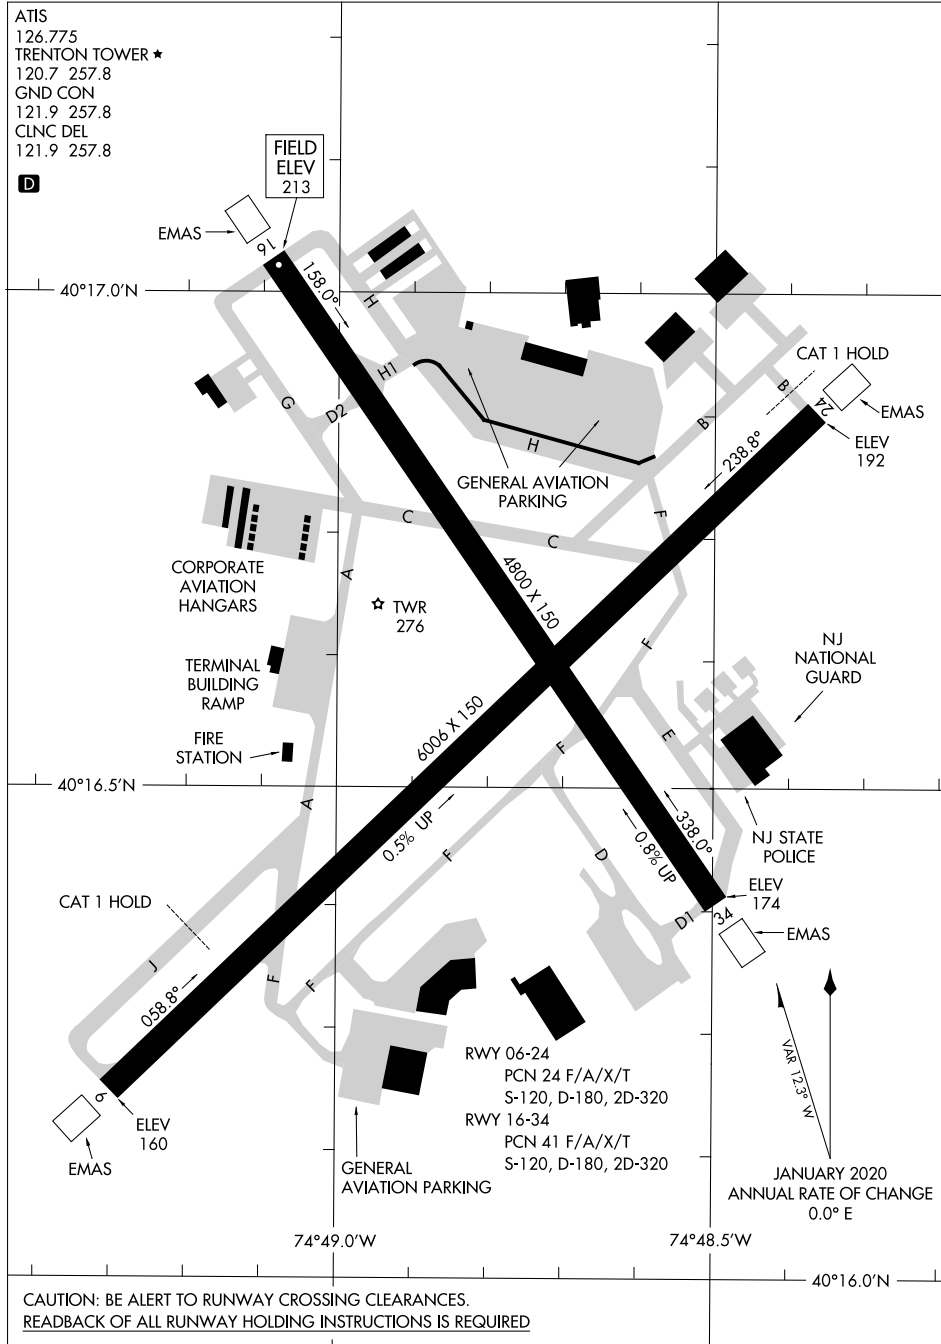 ATIS
126.775
TRENTON TOWER ★
120.7 257.8
GND CON
121.9 257.8
CLNC DEL
121.9 257.8
D
FIELD
ELEV
213
EMAS
16
158.0°
40°17.0'N
H
H1
G
D2
H
GENERAL AVIATION
PARKING
CAT 1 HOLD
B
B
24
EMAS
ELEV
192
238.8°
F
C
C
CORPORATE
AVIATION
HANGARS
A
TWR
276
4800 X 150
F
NJ
NATIONAL
GUARD
TERMINAL
BUILDING
RAMP
FIRE
STATION
6006 X 150
E
F
40°16.5'N
A
0.5% UP
F
D
0.8% UP
338.0°
NJ STATE
POLICE
ELEV
174
D1
34
EMAS
CAT 1 HOLD
J
F
F
058.8°
6
ELEV
160
EMAS
GENERAL
AVIATION PARKING
RWY 06-24
PCN 24 F/A/X/T
S-120, D-180, 2D-320
RWY 16-34
PCN 41 F/A/X/T
S-120, D-180, 2D-320
VAR 12.3° W
JANUARY 2020
ANNUAL RATE OF CHANGE
0.0° E
74°49.0'W
74°48.5'W
40°16.0'N
CAUTION: BE ALERT TO RUNWAY CROSSING CLEARANCES.
READBACK OF ALL RUNWAY HOLDING INSTRUCTIONS IS REQUIRED